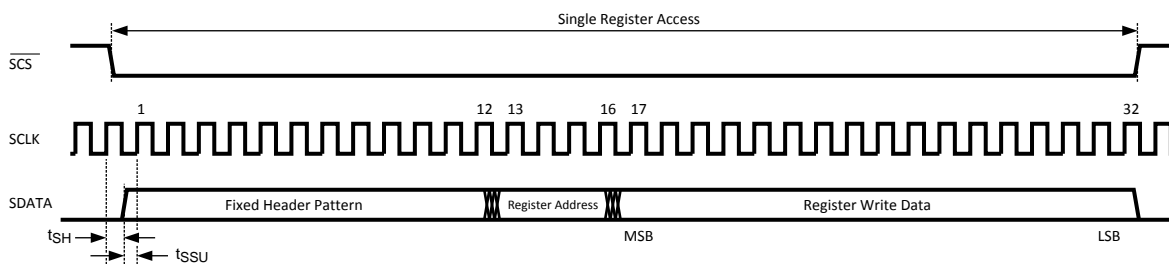 Single Register Access
SCS
1 12 13 16 17 32
SCLK
SDATA Fixed Header Pattern Register Address Register Write Data
tSH MSB LSB
tSSU